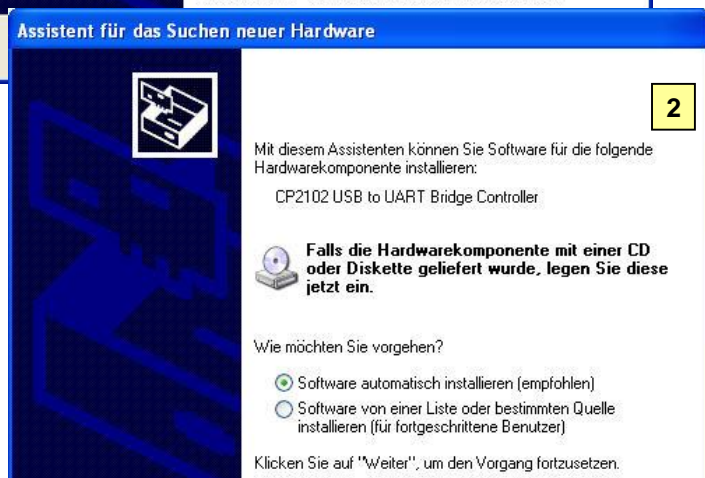 Assistent für das Suchen neuer Hardware
2
Mit diesem Assistenten können Sie Software für die folgende
Hardwarekomponente installieren:
CP2102 USB to UART Bridge Controller
Falls die Hardwarekomponente mit einer CD
oder Diskette geliefert wurde, legen Sie diese
jetzt ein.
Wie möchten Sie vorgehen?
Software automatisch installieren (empfohlen)
Software von einer Liste oder bestimmten Quelle
installieren (für fortgeschrittene Benutzer)
Klicken Sie auf "Weiter", um den Vorgang fortzusetzen.